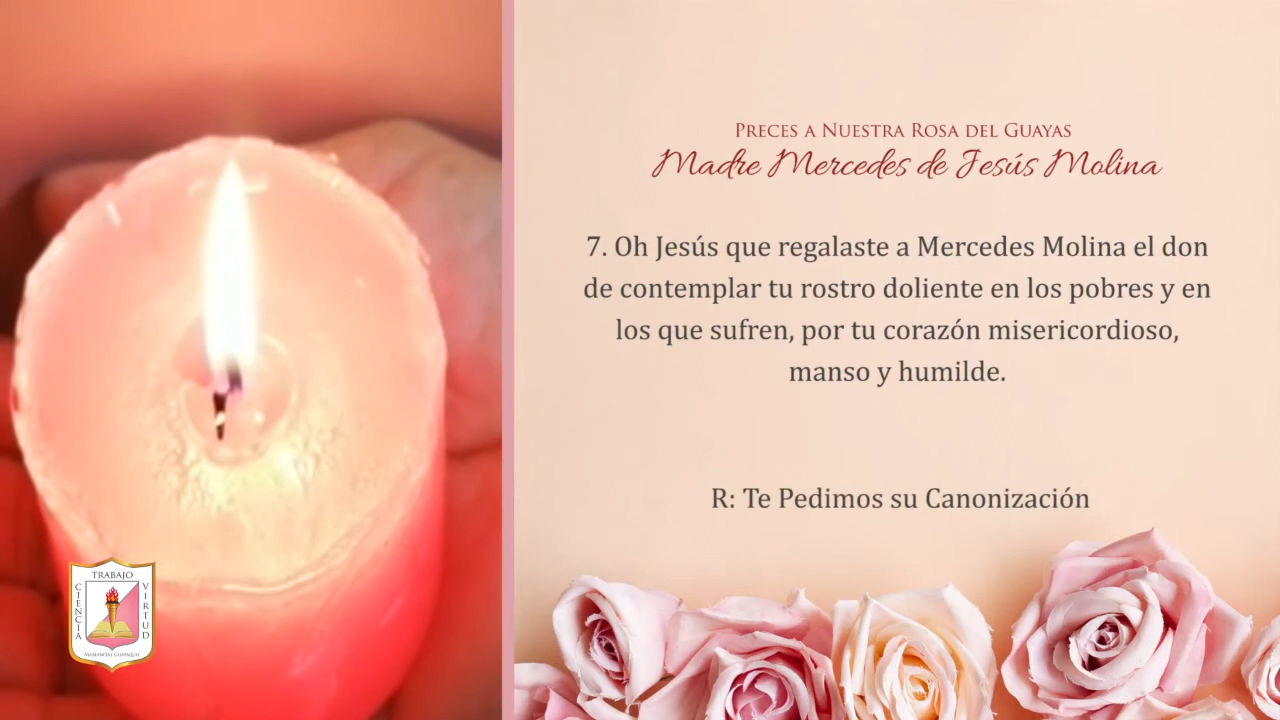 PRECES A NUESTRA ROSA DEL GUAYAS
Madre Mercedes de Jesús Molina
7. Oh Jesús que regalaste a Mercedes Molina el don
de contemplar tu rostro doliente en los pobres y en
los que sufren, por tu corazón misericordioso,
manso y humilde.
R: Te Pedimos su Canonización
TRABAJO
CIENCIA
VIRTUD